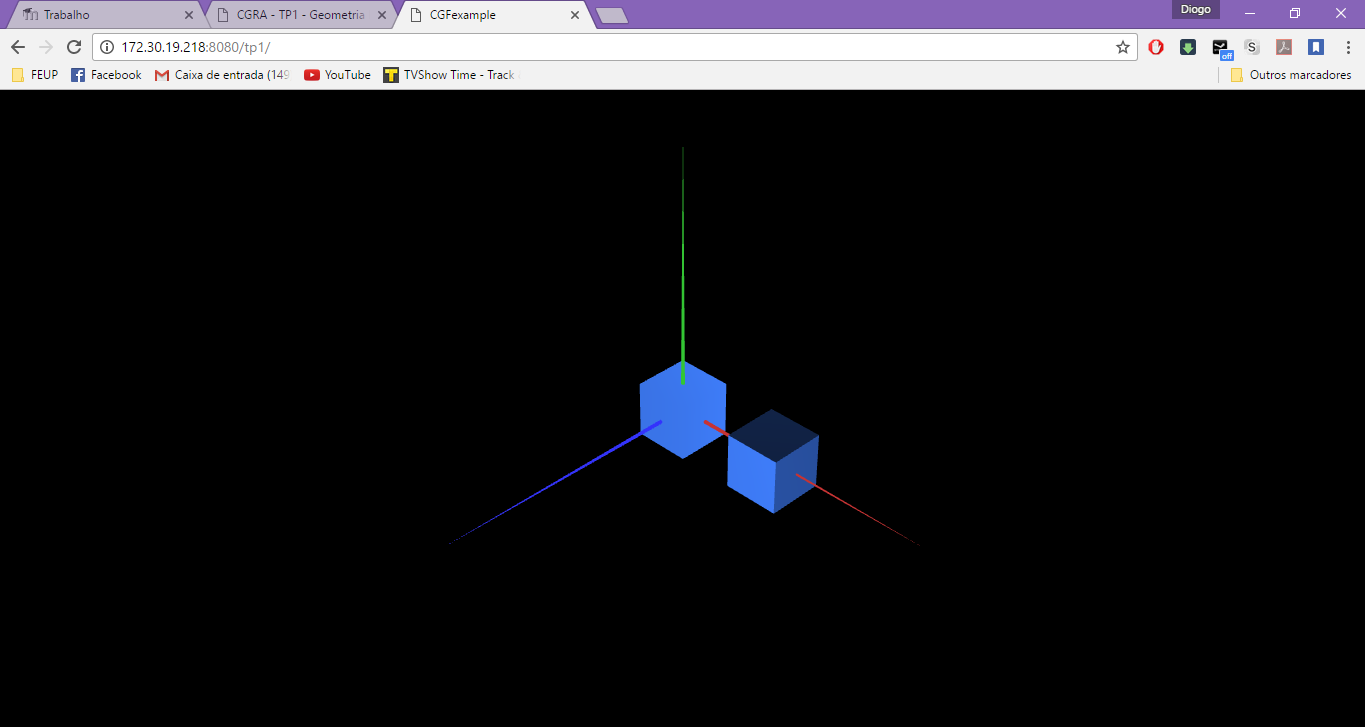 Trabalho
CGRA - TP1 - Geometria
CGFexample
Diogo
172.30.19.218:8080/tp1/
off
S
FEUP
Facebook
Caixa de entrada (149
YouTube
TVShow Time - Track
Outros marcadores